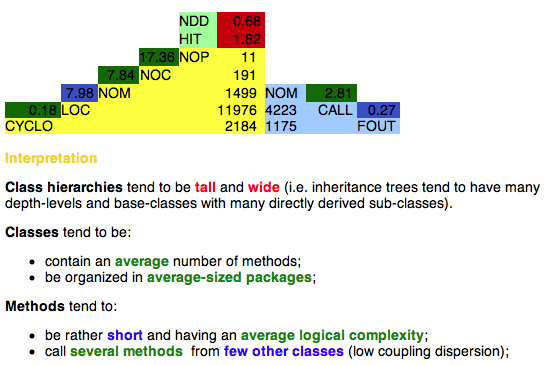 NDD 0.68
HIT 1.82
17.36 NOP 11
7.84 NOC 191
7.98 NOM 1499 NOM 2.81
0.18 LOC 11976 4223 CALL 0.27
CYCLO 2184 1175 FOUT
Interpretation
Class hierarchies tend to be tall and wide (i.e. inheritance trees tend to have many
depth-levels and base-classes with many directly derived sub-classes).
Classes tend to be:
• contain an average number of methods;
• be organized in average-sized packages;
Methods tend to:
• be rather short and having an average logical complexity;
• call several methods from few other classes (low coupling dispersion);